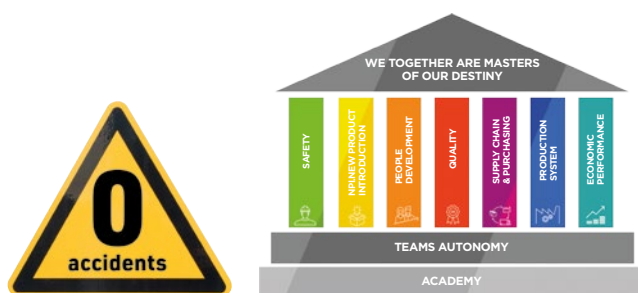 0
accidents
WE TOGETHER ARE MASTERS
OF OUR DESTINY
SAFETY
NPI,NEW PRODUCT
INTRODUCTION
PEOPLE
DEVELOPMENT
QUALITY
SUPPLY CHAIN
& PURCHASING
PRODUCTION
SYSTEM
ECONOMIC
PERFORMANCE
TEAMS AUTONOMY
ACADEMY